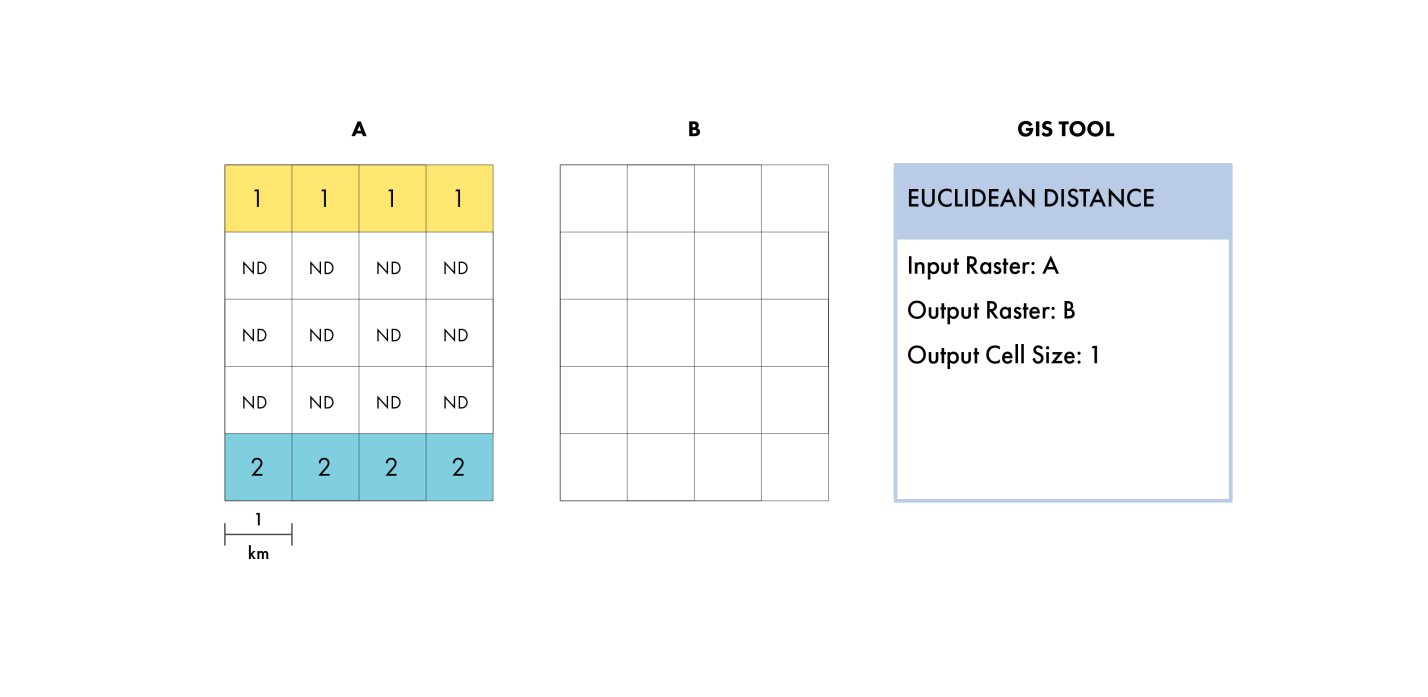 A
B
GIS TOOL
1 1 1 1
ND ND ND ND
ND ND ND ND
ND ND ND ND
2 2 2 2
1
km
EUCLIDEAN DISTANCE
Input Raster: A
Output Raster: B
Output Cell Size: 1